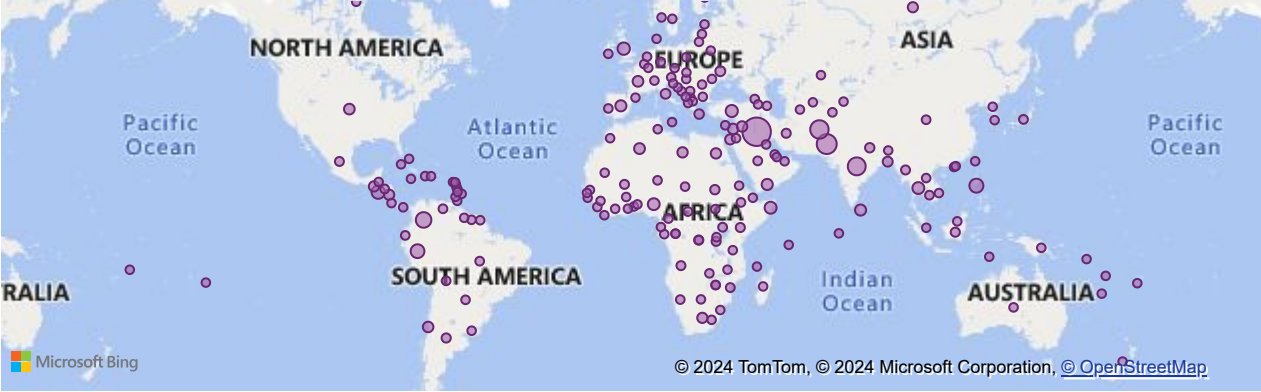 NORTH AMERICA
EUROPE
ASIA
Pacific
Ocean
Atlantic
Ocean
Pacific
Ocean
AFRICA
SOUTH AMERICA
Indian
Ocean
RALIA
AUSTRALIA
Microsoft Bing
© 2024 TomTom, © 2024 Microsoft Corporation, © OpenStreetMap